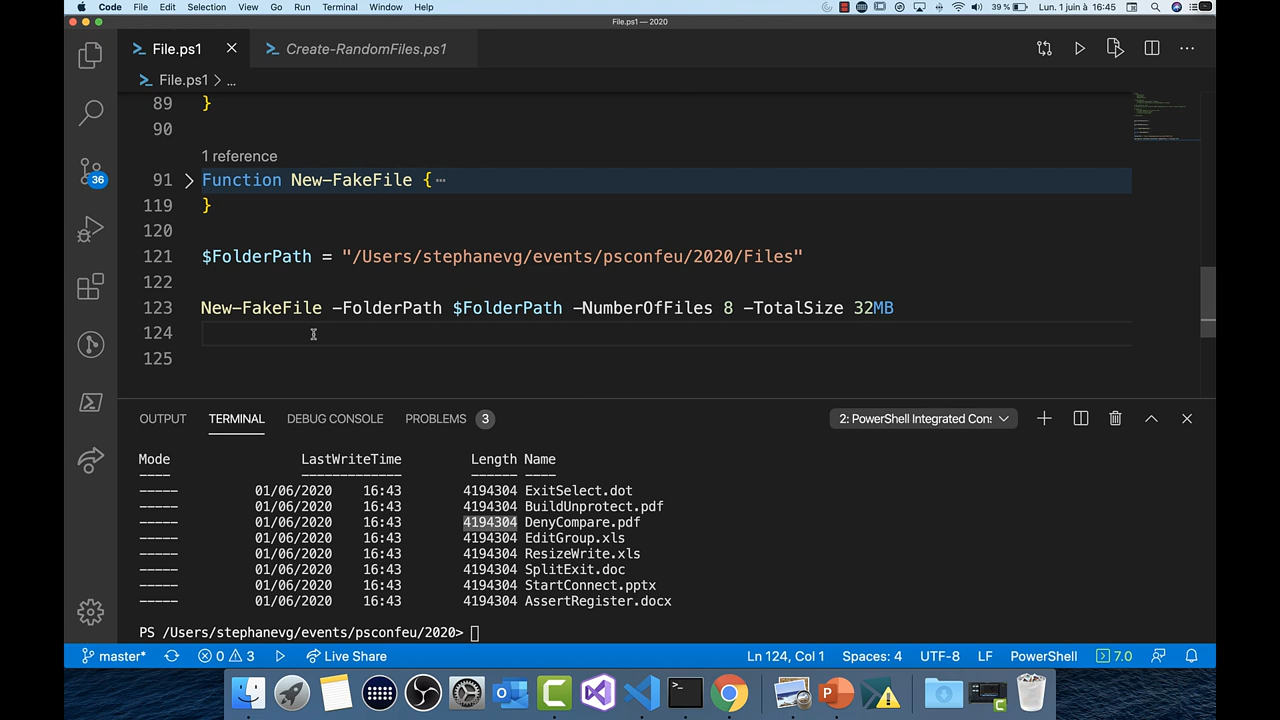 Code File Edit Selection View Go Run Terminal Window Help 39 % Lun. 1 juin à 16:45
File.ps1 — 2020
File.ps1 Create-RandomFiles.ps1
File.ps1 > ...
89 }
90
1 reference
91 Function New-FakeFile { ···
119 }
120
121 $FolderPath = "/Users/stephanevg/events/psconfeu/2020/Files"
122
123 New-FakeFile -FolderPath $FolderPath -NumberOfFiles 8 -TotalSize 32MB
124
125
36
OUTPUT TERMINAL DEBUG CONSOLE PROBLEMS 3 2: PowerShell Integrated Con
Mode LastWriteTime Length Name
---- ------------- ------ ----
----- 01/06/2020 16:43 4194304 ExitSelect.dot
----- 01/06/2020 16:43 4194304 BuildUnprotect.pdf
----- 01/06/2020 16:43 4194304 DenyCompare.pdf
----- 01/06/2020 16:43 4194304 EditGroup.xls
----- 01/06/2020 16:43 4194304 ResizeWrite.xls
----- 01/06/2020 16:43 4194304 SplitExit.doc
----- 01/06/2020 16:43 4194304 StartConnect.pptx
----- 01/06/2020 16:43 4194304 AssertRegister.docx
PS /Users/stephanevg/events/psconfeu/2020>
master* 0 3 Live Share Ln 124, Col 1 Spaces: 4 UTF-8 LF PowerShell 7.0